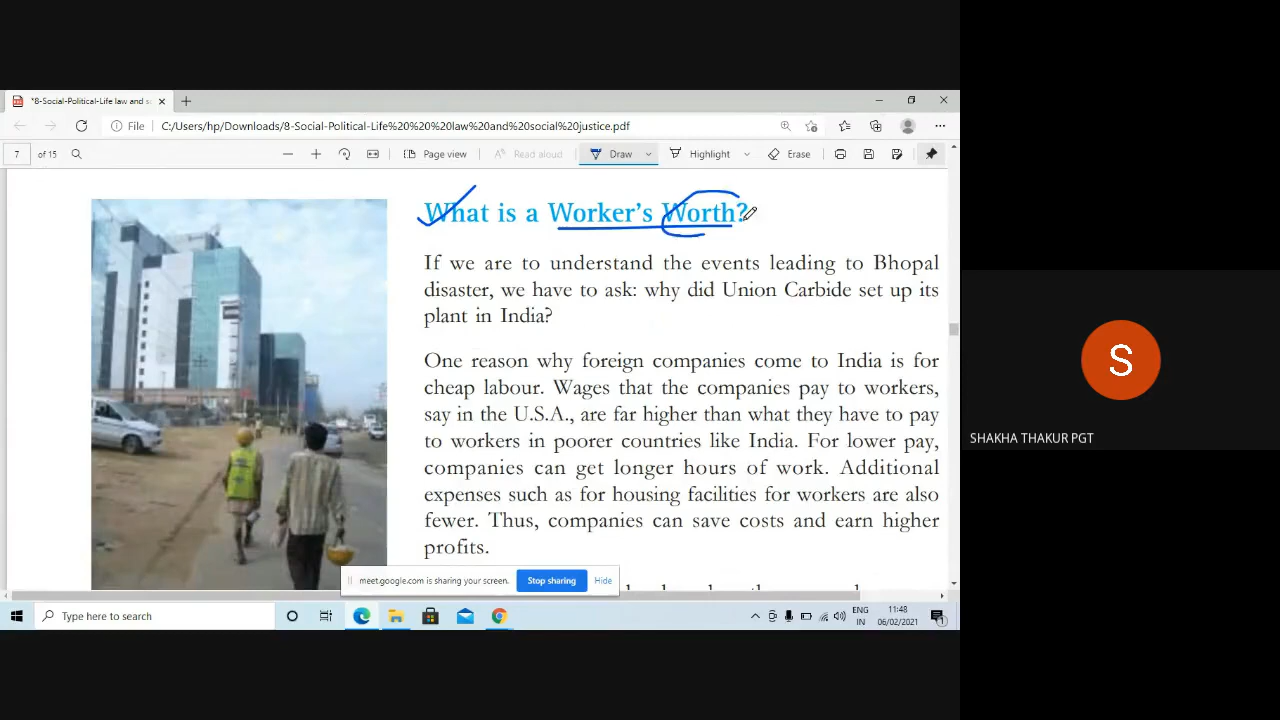 *8-Social-Political-Life law and s
File C:/Users/hp/Downloads/8-Social-Political-Life%20%20%20law%20and%20social%20justice.pdf
7 of 15 Page view Read aloud Draw Highlight Erase
What is a Worker's Worth?
If we are to understand the events leading to Bhopal
disaster, we have to ask: why did Union Carbide set up its
plant in India?
One reason why foreign companies come to India is for
cheap labour. Wages that the companies pay to workers,
say in the U.S.A., are far higher than what they have to pay
to workers in poorer countries like India. For lower pay,
companies can get longer hours of work. Additional
expenses such as for housing facilities for workers are also
fewer. Thus, companies can save costs and earn higher
profits.
meet.google.com is sharing your screen. Stop sharing Hide
Type here to search
ENG
IN
11:48
06/02/2021
S
SHAKHA THAKUR PGT